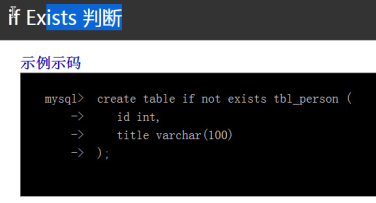 if Exists 判断
示例示码
mysql> create table if not exists tbl_person (
-> id int,
-> title varchar(100)
-> );